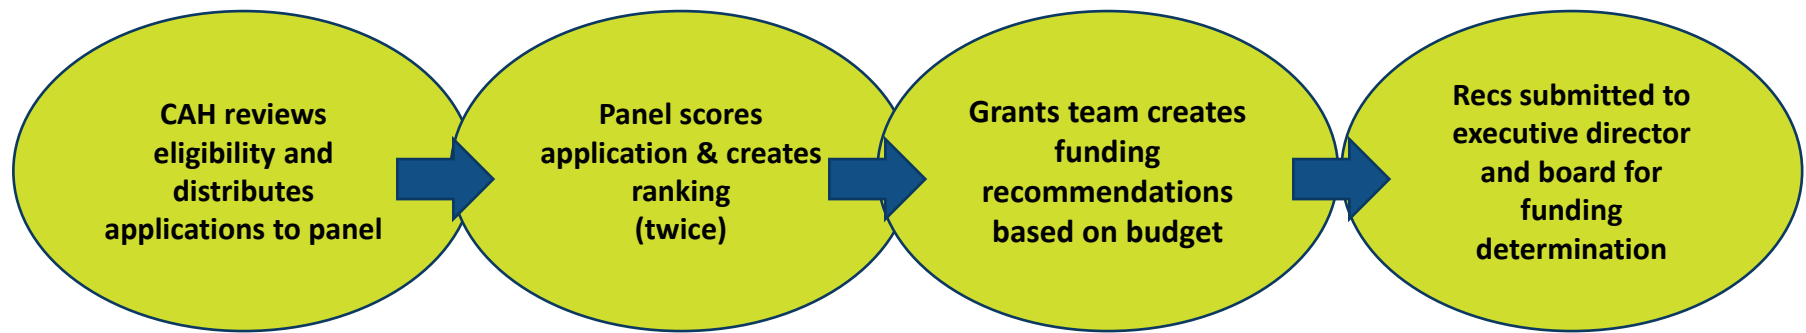 CAH reviews
eligibility and
distributes
applications to panel
Panel scores
application & creates
ranking
(twice)
Grants team creates
funding
recommendations
based on budget
Recs submitted to
executive director
and board for
funding
determination